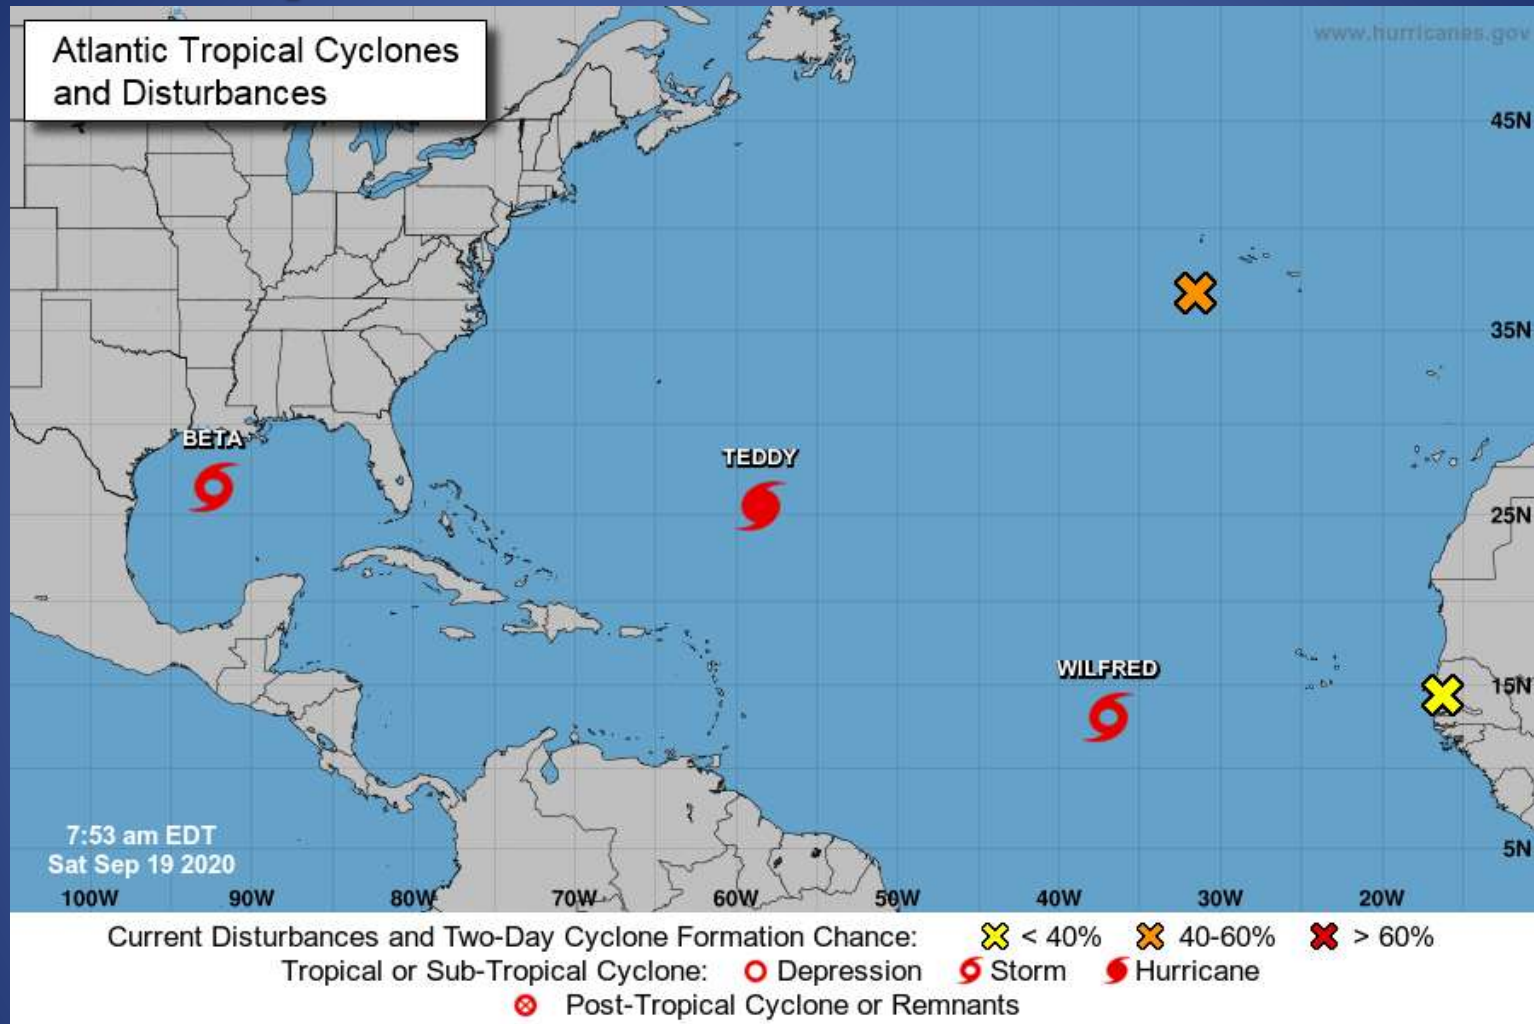 Atlantic Tropical Cyclones
and Disturbances
www.hurricanes.gov
45N
35N
BETA
TEDDY
25N
WILFRED
15N
7:53 am EDT
Sat Sep 19 2020
5N
100W 90W 80W 70W 60W 50W 40W 30W 20W
Current Disturbances and Two-Day Cyclone Formation Chance: < 40% 40-60% > 60%
Tropical or Sub-Tropical Cyclone: Depression Storm Hurricane
Post-Tropical Cyclone or Remnants